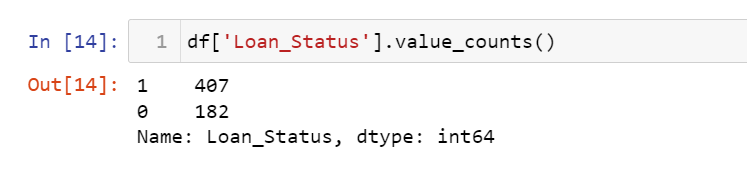 In [14]: 1 df['Loan_Status'].value_counts()
Out[14]: 1 407
0 182
Name: Loan_Status, dtype: int64